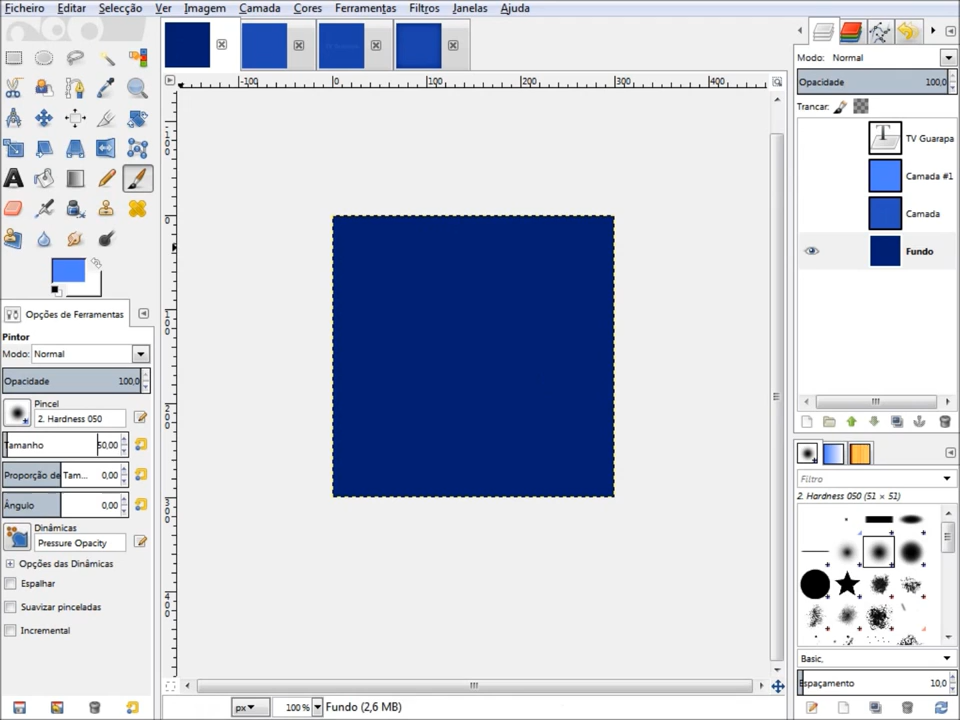 Ficheiro Editar Selecção Ver Imagem Camada Cores Ferramentas Filtros Janelas Ajuda
-100 0 100 200 300 400
Modo: Normal
Opacidade 100,0
Trancar:
TV Guarapa
Camada #1
Camada
Fundo
Opções de Ferramentas
Pintor
Modo: Normal
Opacidade 100,0
Pincel
2. Hardness 050
Tamanho 50,00
Proporção de Tam... 0,00
Ângulo 0,00
Dinâmicas
Pressure Opacity
Opções das Dinâmicas
Espalhar
Suavizar pinceladas
Incremental
Filtro
2. Hardness 050 (51 × 51)
Basic,
Espaçamento 10,0
px 100 % Fundo (2,6 MB)